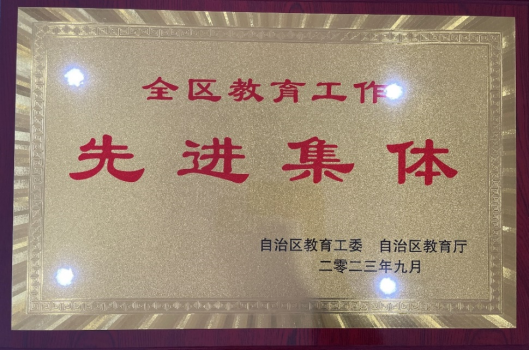 全区教育工作
先进集体
自治区教育工委 自治区教育厅
二零二三年九月